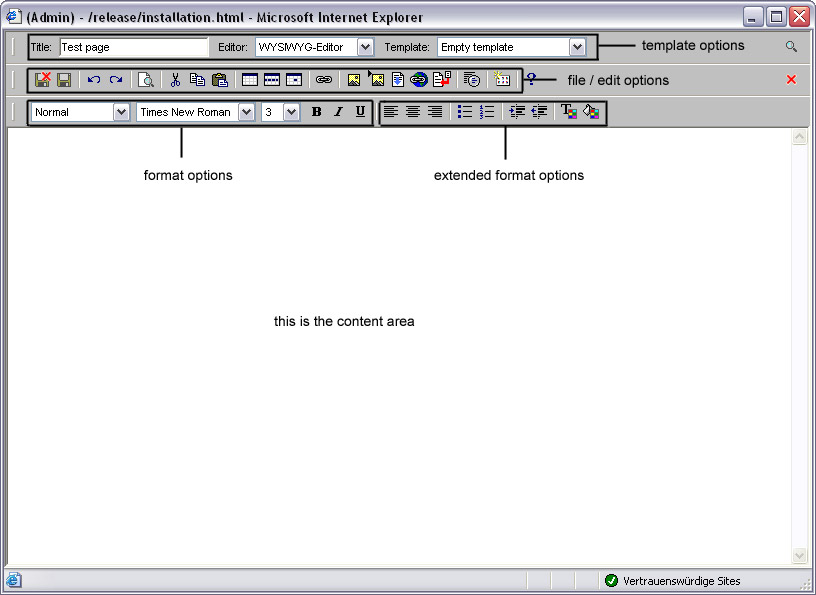 (Admin) - /release/installation.html - Microsoft Internet Explorer
Title: Test page Editor: WYSIWYG-Editor Template: Empty template template options
file / edit options
Normal Times New Roman 3 B I U
format options extended format options
this is the content area
Vertrauenswürdige Sites